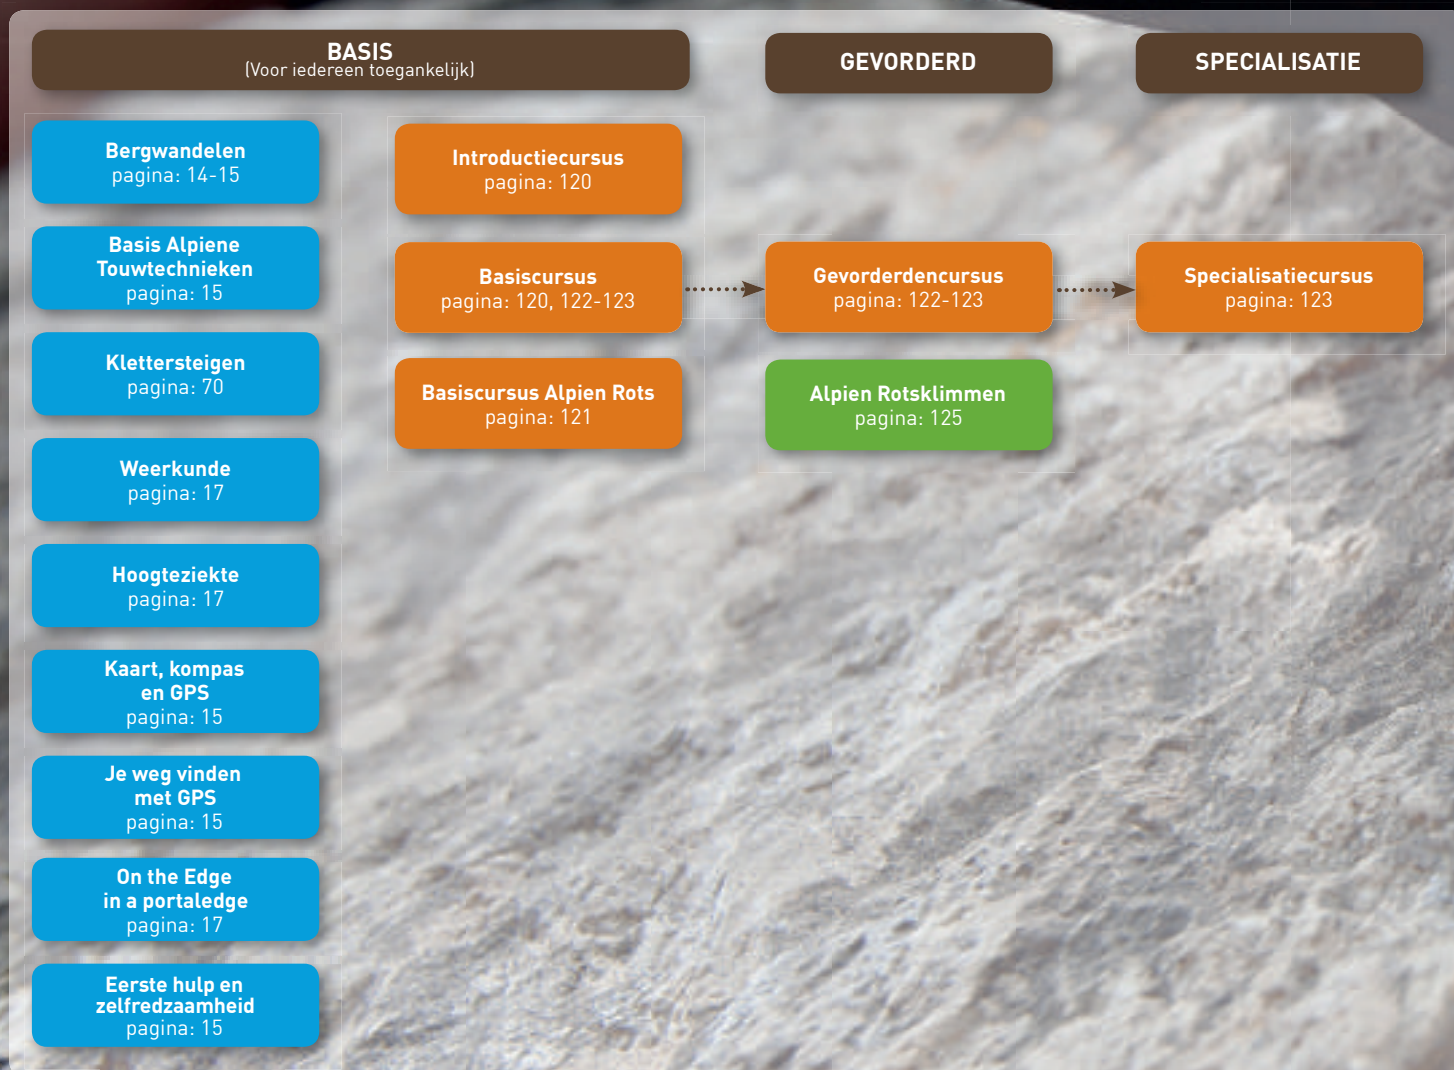 BASIS
(Voor iedereen toegankelijk)
GEVORDERD
SPECIALISATIE
Bergwandelen
pagina: 14-15
Basis Alpiene
Touwtechnieken
pagina: 15
Klettersteigen
pagina: 70
Weerkunde
pagina: 17
Hoogteziekte
pagina: 17
Kaart, kompas
en GPS
pagina: 15
Je weg vinden
met GPS
pagina: 15
On the Edge
in a portaledge
pagina: 17
Eerste hulp en
zelfredzaamheid
pagina: 15
Introductiecursus
pagina: 120
Basiscursus
pagina: 120, 122-123
Basiscursus Alpien Rots
pagina: 121
Gevorderdencursus
pagina: 122-123
Alpien Rotsklimmen
pagina: 125
Specialisatiecursus
pagina: 123